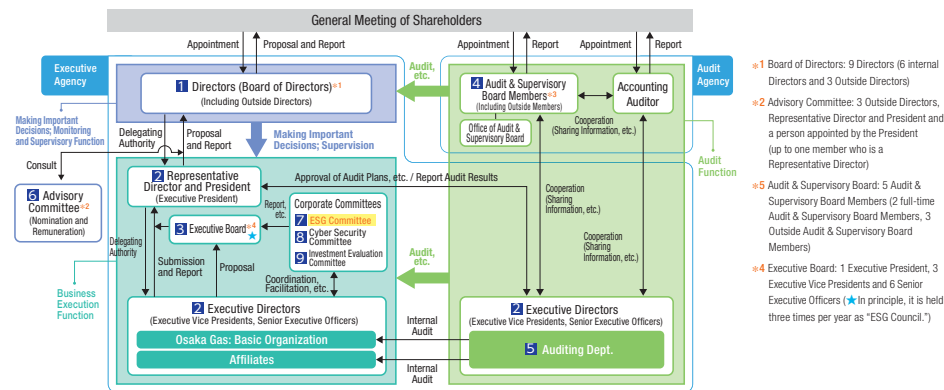 General Meeting of Shareholders
Appointment
Proposal and Report
Appointment
Report
Appointment
Report
Executive
Agency
Audit
Agency
1 Directors (Board of Directors)*1
(Including Outside Directors)
Audit,
etc.
4 Audit & Supervisory
Board Members*3
(Including Outside Members)
Accounting
Auditor
Office of Audit &
Supervisory Board
Cooperation
(Sharing Information, etc.)
Making Important
Decisions; Monitoring
and Supervisory Function
Delegating
Authority
Proposal
and Report
Making Important
Decisions; Supervision
Audit
Function
Consult
6 Advisory
Committee*2
(Nomination and
Remuneration)
2 Representative
Director and President
(Executive President)
Approval of Audit Plans, etc. / Report Audit Results
Cooperation
(Sharing
Information, etc.)
Corporate Committees
7 ESG Committee
8 Cyber Security
Committee
9 Investment Evaluation
Committee
Report,
etc.
3 Executive Board*4
★
Delegating
Authority
Submission
and Report
Proposal
Coordination,
Facilitation, etc.
Audit,
etc.
Cooperation
(Sharing
Information, etc.)
Business
Execution
Function
2 Executive Directors
(Executive Vice Presidents, Senior Executive Officers)
Osaka Gas: Basic Organization
Affiliates
Internal
Audit
Internal
Audit
2 Executive Directors
(Executive Vice Presidents, Senior Executive Officers)
5 Auditing Dept.
*1 Board of Directors: 9 Directors (6 internal
Directors and 3 Outside Directors)
*2 Advisory Committee: 3 Outside Directors,
Representative Director and President and
a person appointed by the President
(up to one member who is a
Representative Director)
*5 Audit & Supervisory Board: 5 Audit &
Supervisory Board Members (2 full-time
Audit & Supervisory Board Members, 3
Outside Audit & Supervisory Board
Members)
*4 Executive Board: 1 Executive President, 3
Executive Vice Presidents and 6 Senior
Executive Officers (★In principle, it is held
three times per year as “ESG Council.”)